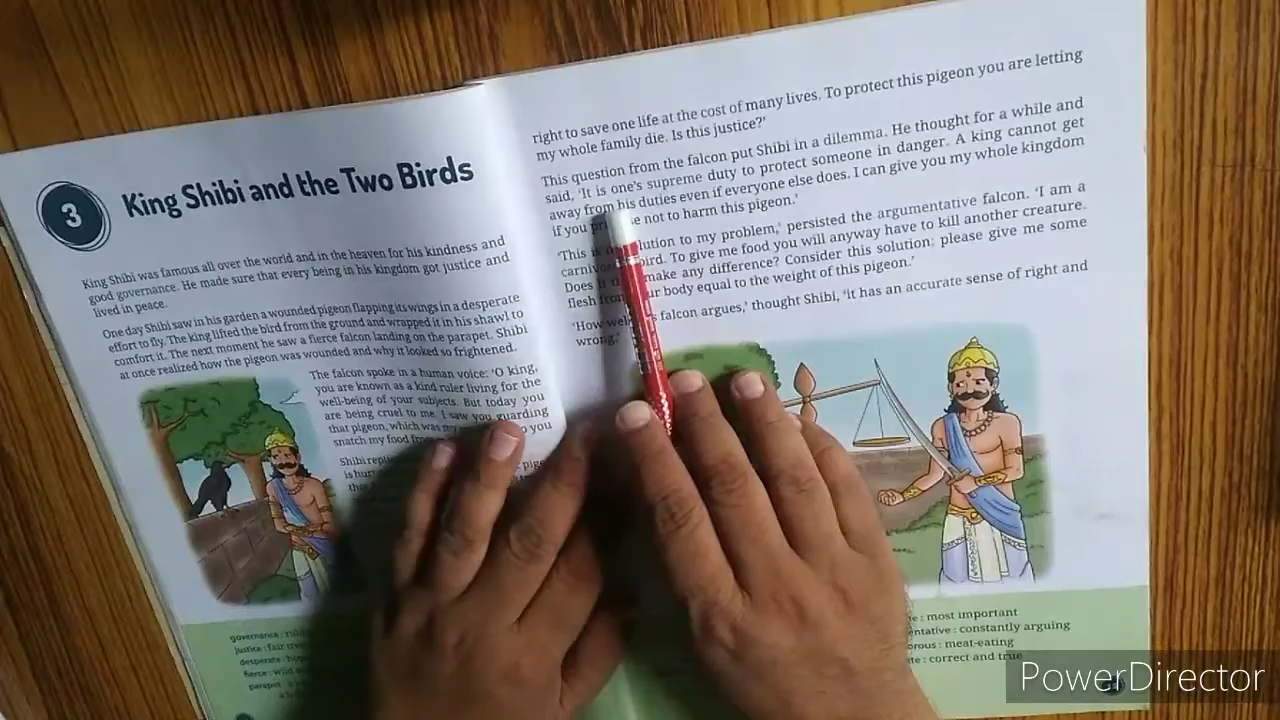 3
King Shibi and the Two Birds
King Shibi was famous all over the world and in the heaven for his kindness and
good governance. He made sure that every being in his kingdom got justice and
lived in peace.
One day Shibi saw in his garden a wounded pigeon flapping its wings in a desperate
effort to fly. The king lifted the bird from the ground and wrapped it in his shawl to
comfort it. The next moment he saw a fierce falcon landing on the parapet. Shibi
at once realized how the pigeon was wounded and why it looked so frightened.
The falcon spoke in a human voice: ‘O king,
you are known as a kind ruler living for the
well-being of your subjects. But today you
are being cruel to me. I saw you guarding
that pigeon, which was my you
snatch my food
Shibi
is
governance :
justice : fair
desperate :
fierce : wild
parapet : a
right to save one life at the cost of many lives. To protect this pigeon you are letting
my whole family die. Is this justice?’
This question from the falcon put Shibi in a dilemma. He thought for a while and
said, ‘It is one’s supreme duty to protect someone in danger. A king cannot get
away from his duties even if everyone else does. I can give you my whole kingdom
if you not to harm this pigeon.’
‘This is to my problem,’ persisted the argumentative falcon. ‘I am a
bird. To give me food you will anyway have to kill another creature.
Does it make any difference? Consider this solution: please give me some
flesh your body equal to the weight of this pigeon.’
‘How falcon argues,’ thought Shibi, ‘it has an accurate sense of right and
wrong.’
: most important
: constantly arguing
: meat-eating
: correct and true
PowerDirector